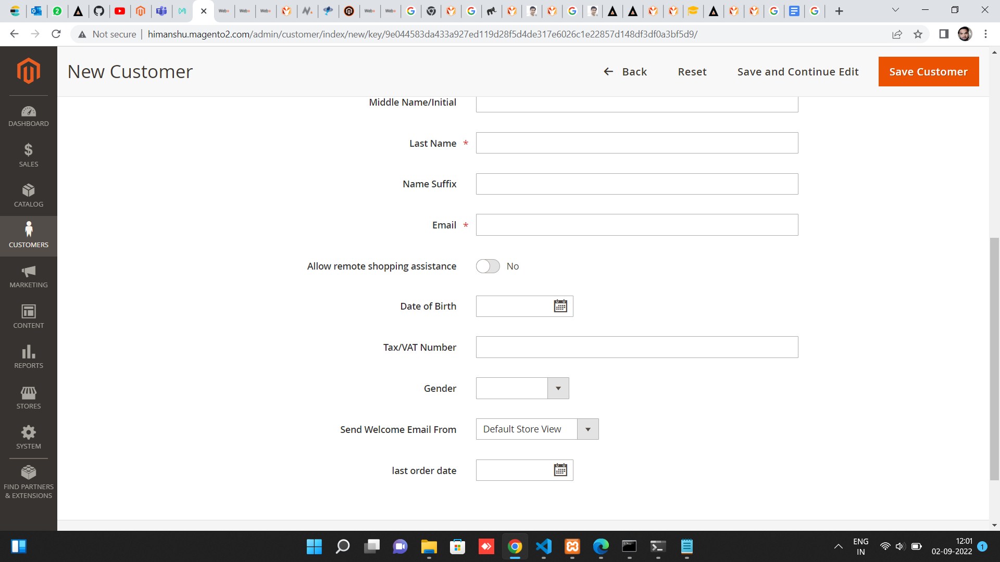 Not secure
himanshu.magento2.com/admin/customer/index/new/key/9e044583da433a927ed119d28f5d4de317e6026c1e22857d148df3df0a3bf5d9/
New Customer
Back
Reset
Save and Continue Edit
Save Customer
DASHBOARD
SALES
CATALOG
CUSTOMERS
MARKETING
CONTENT
REPORTS
STORES
SYSTEM
FIND PARTNERS
& EXTENSIONS
Middle Name/Initial
Last Name *
Name Suffix
Email *
Allow remote shopping assistance No
Date of Birth
Tax/VAT Number
Gender
Send Welcome Email From Default Store View
last order date
ENG
IN
12:01
02-09-2022
1